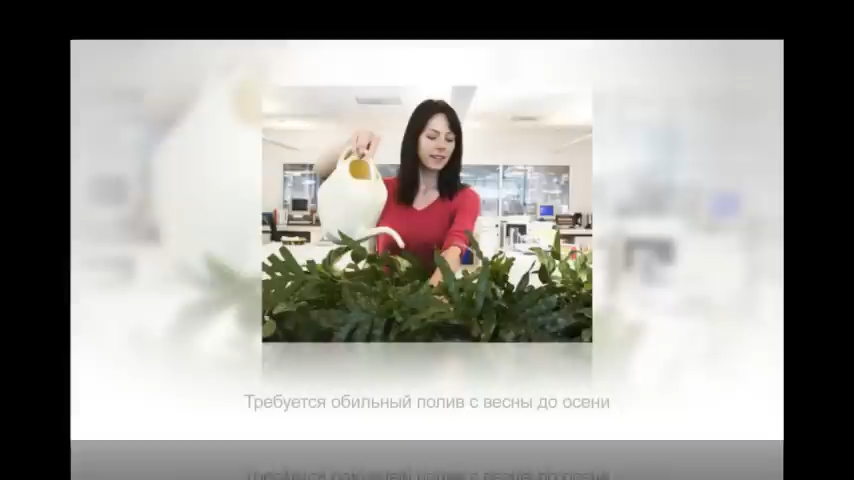 Требуется обильный полив с весны до осени